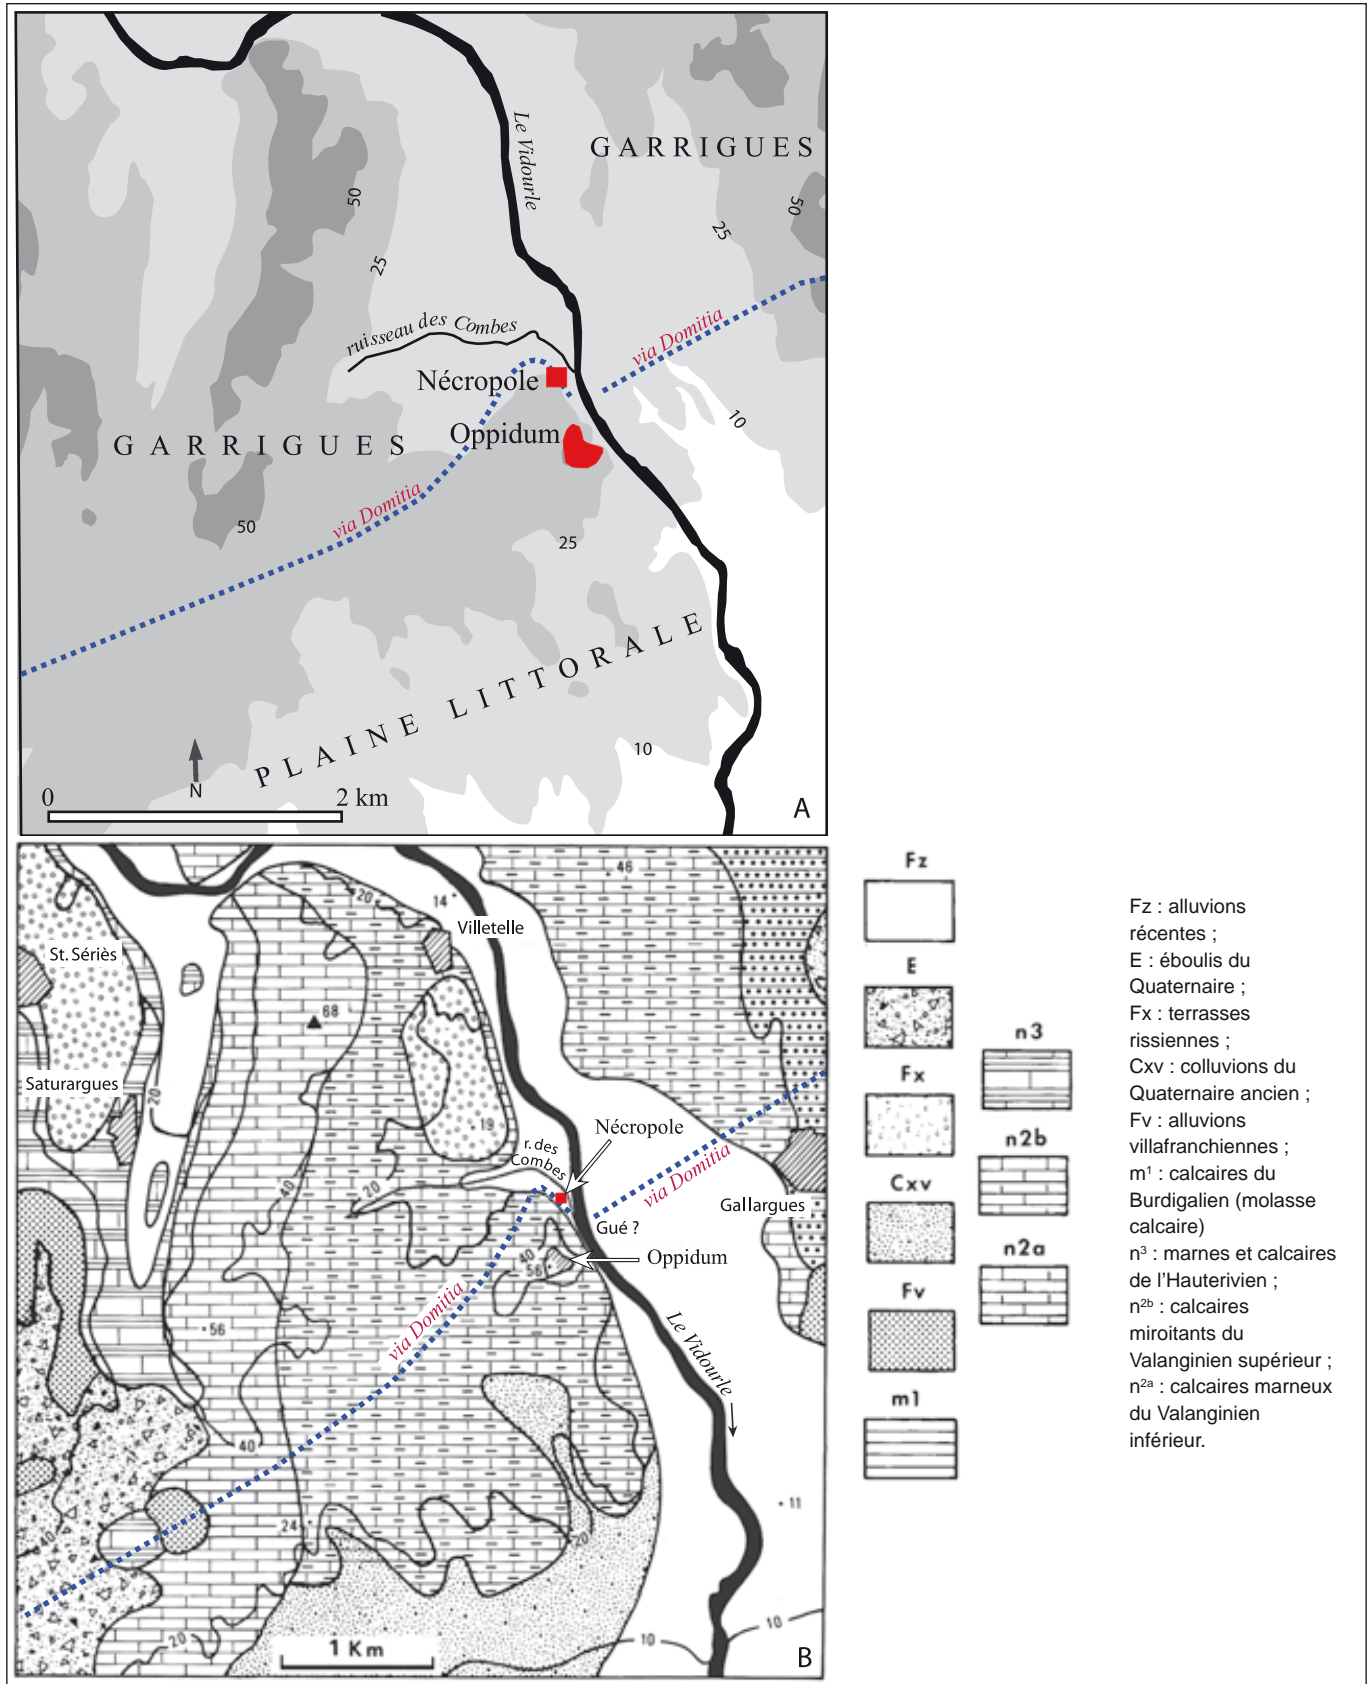 Le Vidourle
GARRIGUES
50
50
25
25
ruisseau des Combes
via Domitia
Nécropole
10
Oppidum
GARRIGUES
via Domitia
50
25
PLAINE LITTORALE
10
N
0 2 km
A
46
20
14
Villetelle
St. Sériès
68
Saturargues
20
19
Nécropole
r. des
Combes
40
20
via Domitia
Gallargues
Gué ?
40
56
Oppidum
56
via Domitia
Le Vidourle
40
11
24
20
40
20
10
10
1 Km
B
Fz
E
Fx
Cxv
Fv
m1
n3
n2b
n2a
Fz : alluvions
récentes ;
E : éboulis du
Quaternaire ;
Fx : terrasses
rissiennes ;
Cxv : colluvions du
Quaternaire ancien ;
Fv : alluvions
villafranchiennes ;
m¹ : calcaires du
Burdigalien (molasse
calcaire)
n³ : marnes et calcaires
de l'Hauterivien ;
n²ᵇ : calcaires
miroitants du
Valanginien supérieur ;
n²ᵃ : calcaires marneux
du Valanginien
inférieur.